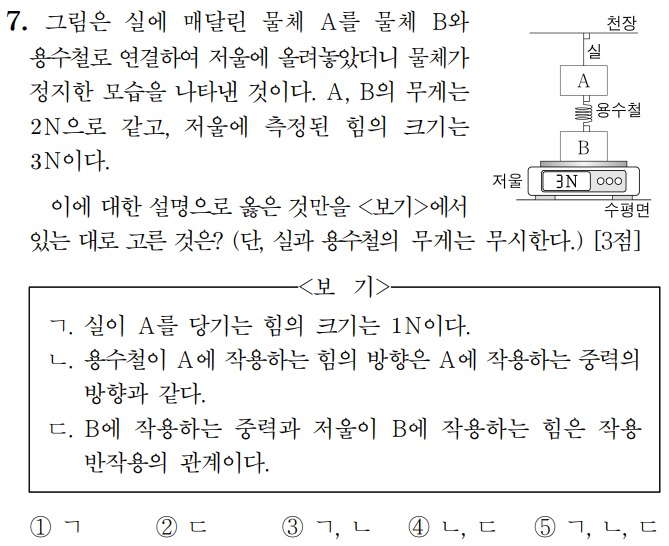 7. 그림은 실에 매달린 물체 A를 물체 B와
용수철로 연결하여 저울에 올려놓았더니 물체가
정지한 모습을 나타낸 것이다. A, B의 무게는
2N으로 같고, 저울에 측정된 힘의 크기는
3N이다.
천장
실
A
용수철
B
저울
3N
수평면
이에 대한 설명으로 옳은 것만을 <보기>에서
있는 대로 고른 것은? (단, 실과 용수철의 무게는 무시한다.) [3점]
<보 기>
ㄱ. 실이 A를 당기는 힘의 크기는 1N이다.
ㄴ. 용수철이 A에 작용하는 힘의 방향은 A에 작용하는 중력의
방향과 같다.
ㄷ. B에 작용하는 중력과 저울이 B에 작용하는 힘은 작용
반작용의 관계이다.
① ㄱ ② ㄷ ③ ㄱ, ㄴ ④ ㄴ, ㄷ ⑤ ㄱ, ㄴ, ㄷ